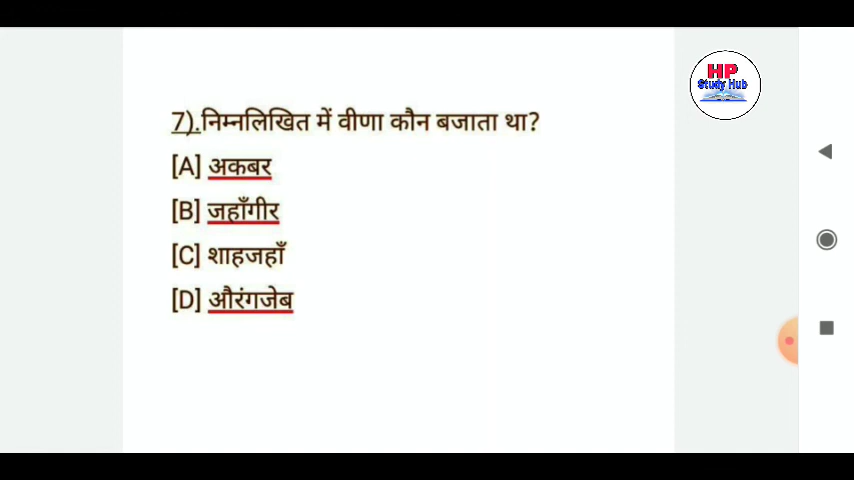 HP
Study Hub
7).निम्नलिखित में वीणा कौन बजाता था?
[A] अकबर
[B] जहाँगीर
[C] शाहजहाँ
[D] औरंगजेब